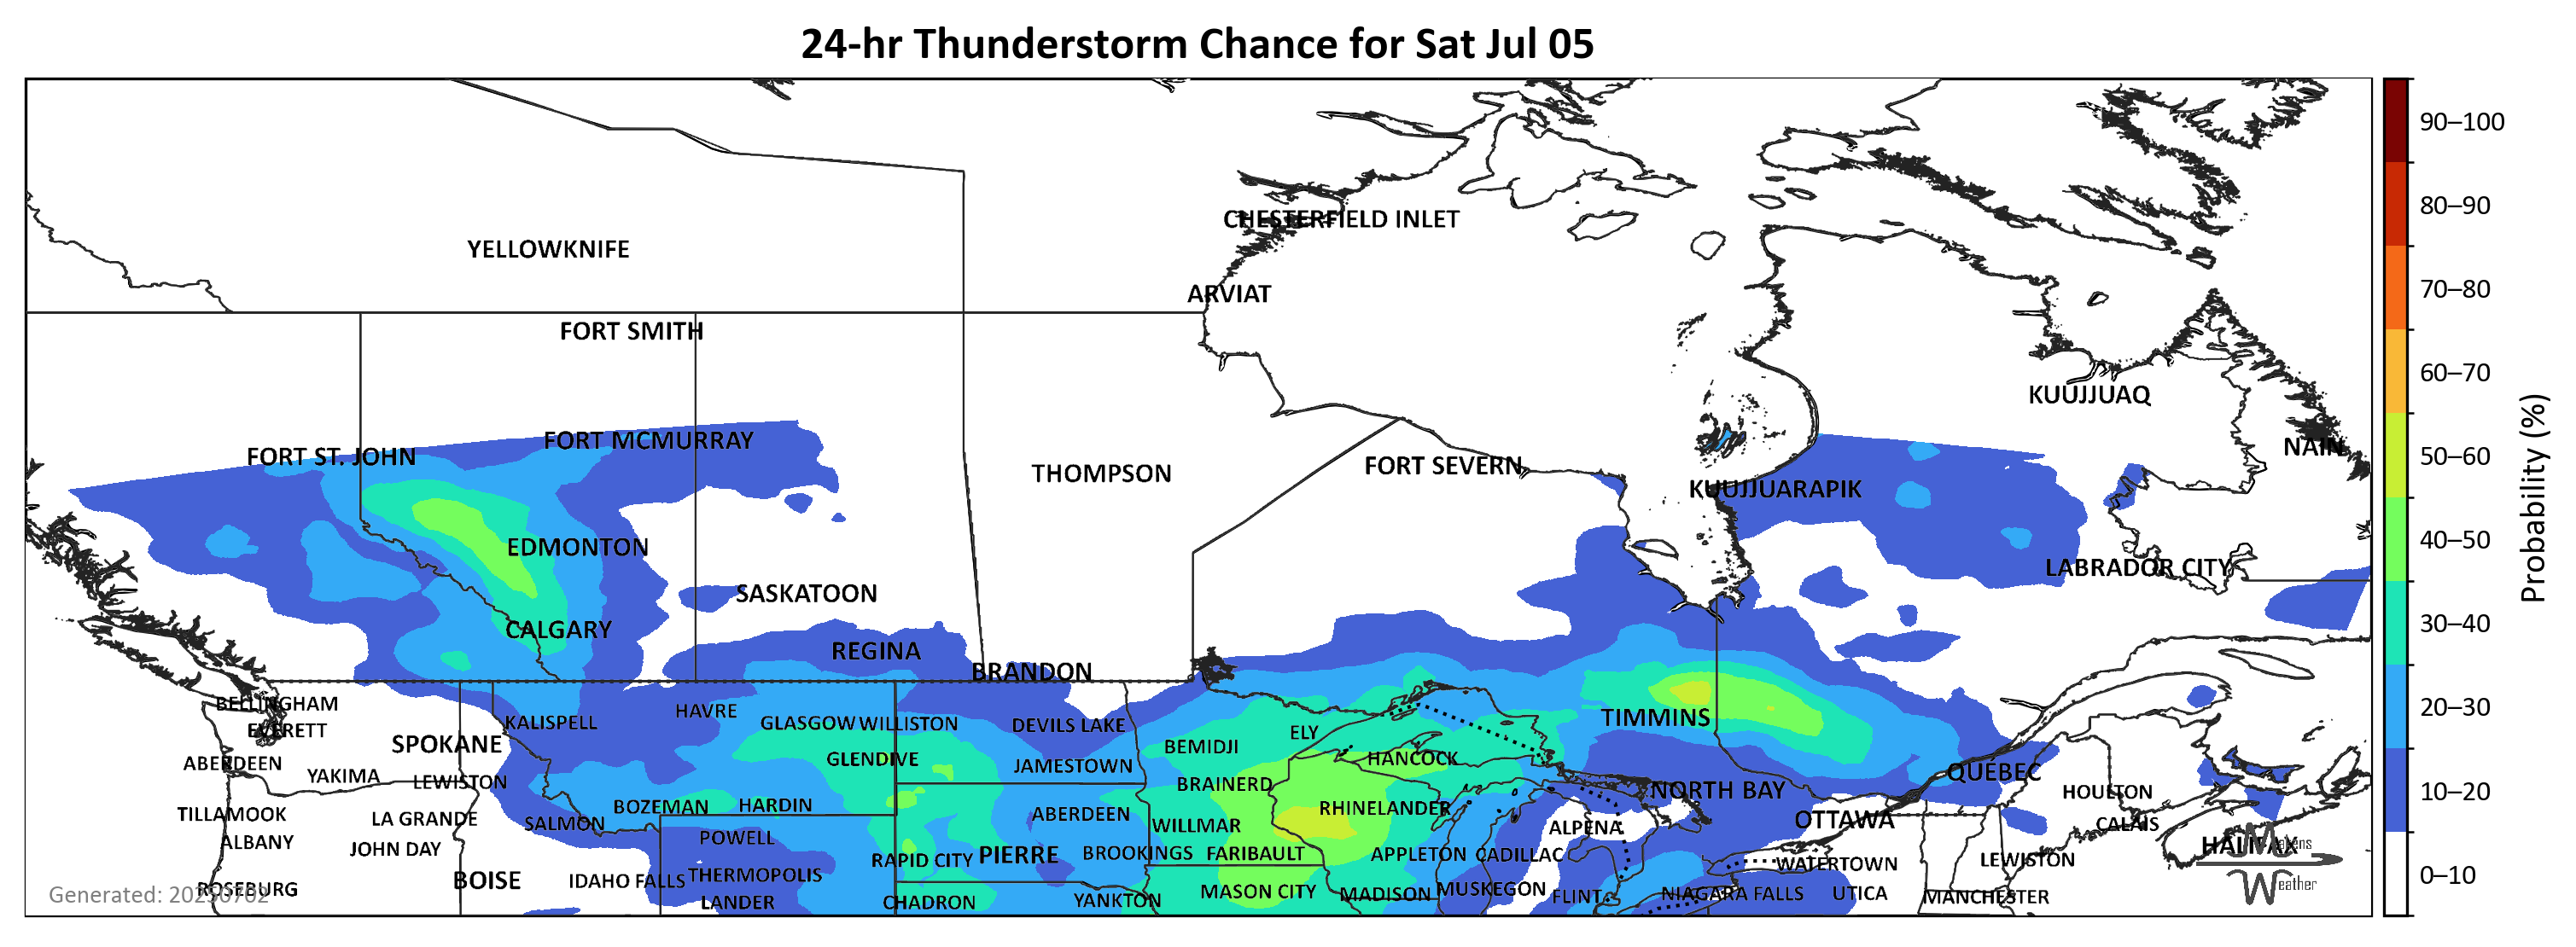 24-hr Thunderstorm Chance for Sat Jul 05
90–100
80–90
70–80
60–70
50–60
40–50
30–40
20–30
10–20
0–10
Probability (%)
CHESTERFIELD INLET
YELLOWKNIFE
ARVIAT
FORT SMITH
KUUJJUAQ
FORT MCMURRAY
NAIN
FORT ST. JOHN
FORT SEVERN
THOMPSON
KUUJJUARAPIK
EDMONTON
LABRADOR CITY
SASKATOON
CALGARY
REGINA
BRANDON
BELLINGHAM
HAVRE
TIMMINS
KALISPELL
GLASGOW
WILLISTON
DEVILS LAKE
EVERETT
ELY
SPOKANE
BEMIDJI
GLENDIVE
HANCOCK
ABERDEEN
JAMESTOWN
QUÉBEC
YAKIMA
LEWISTON
BRAINERD
NORTH BAY
HOULTON
BOZEMAN
HARDIN
RHINELANDER
TILLAMOOK
ABERDEEN
LA GRANDE
OTTAWA
SALMON
WILLMAR
ALPENA
CALAIS
POWELL
ALBANY
HALIFAX
Makens
Weather
JOHN DAY
BROOKINGS
FARIBAULT
APPLETON
CADILLAC
PIERRE
RAPID CITY
LEWISTON
WATERTOWN
THERMOPOLIS
BOISE
IDAHO FALLS
ROSEBURG
Generated: 20250702
MUSKEGON
MASON CITY
MADISON
NIAGARA FALLS
UTICA
FLINT
MANCHESTER
YANKTON
LANDER
CHADRON